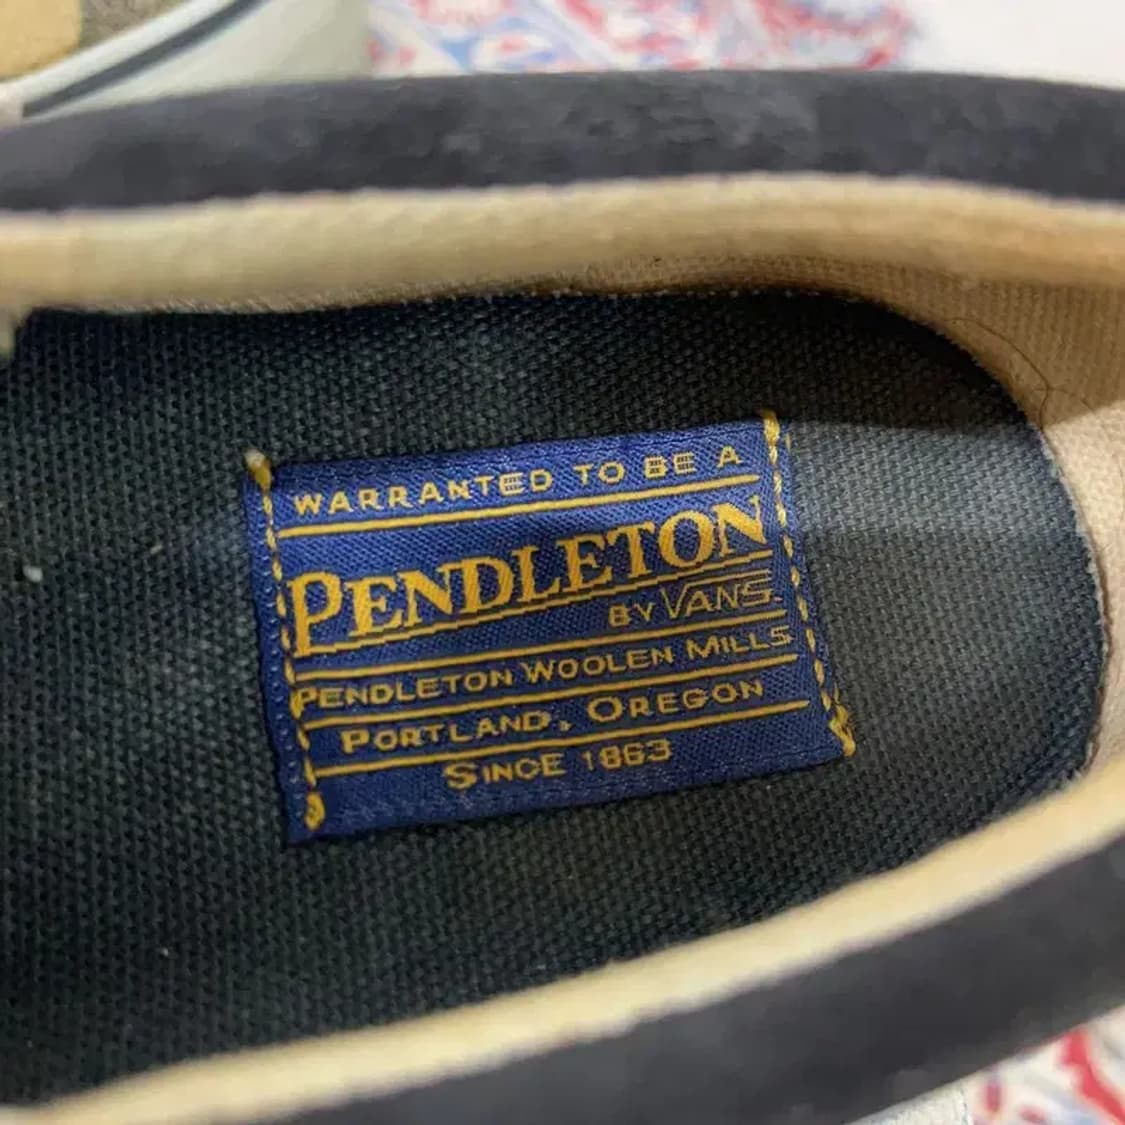 WARRANTED TO BE A
PENDLETON
BY VANS.
PENDLETON WOOLEN MILLS
PORTLAND, OREGON
SINCE 1863